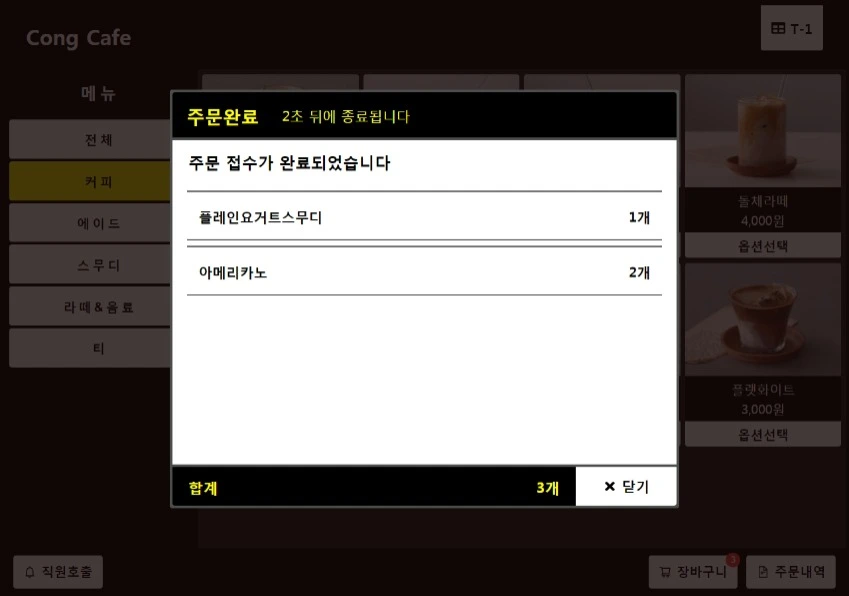 Cong Cafe
T-1
메뉴
전체
커피
에이드
스무디
라떼&음료
티
주문완료 2초 뒤에 종료됩니다
주문 접수가 완료되었습니다
플레인요거트스무디 1개
아메리카노 2개
합계 3개
닫기
돌체라떼
4,000원
옵션선택
플랫화이트
3,000원
옵션선택
직원호출
장바구니 3
주문내역